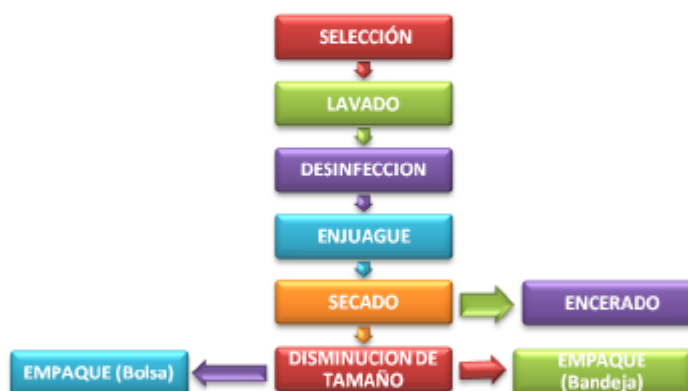 SELECCIÓN
LAVADO
DESINFECCION
ENJUAGUE
SECADO
ENCERADO
EMPAQUE (Bolsa)
DISMINUCION DE
TAMAÑO
EMPAQUE
(Bandeja)